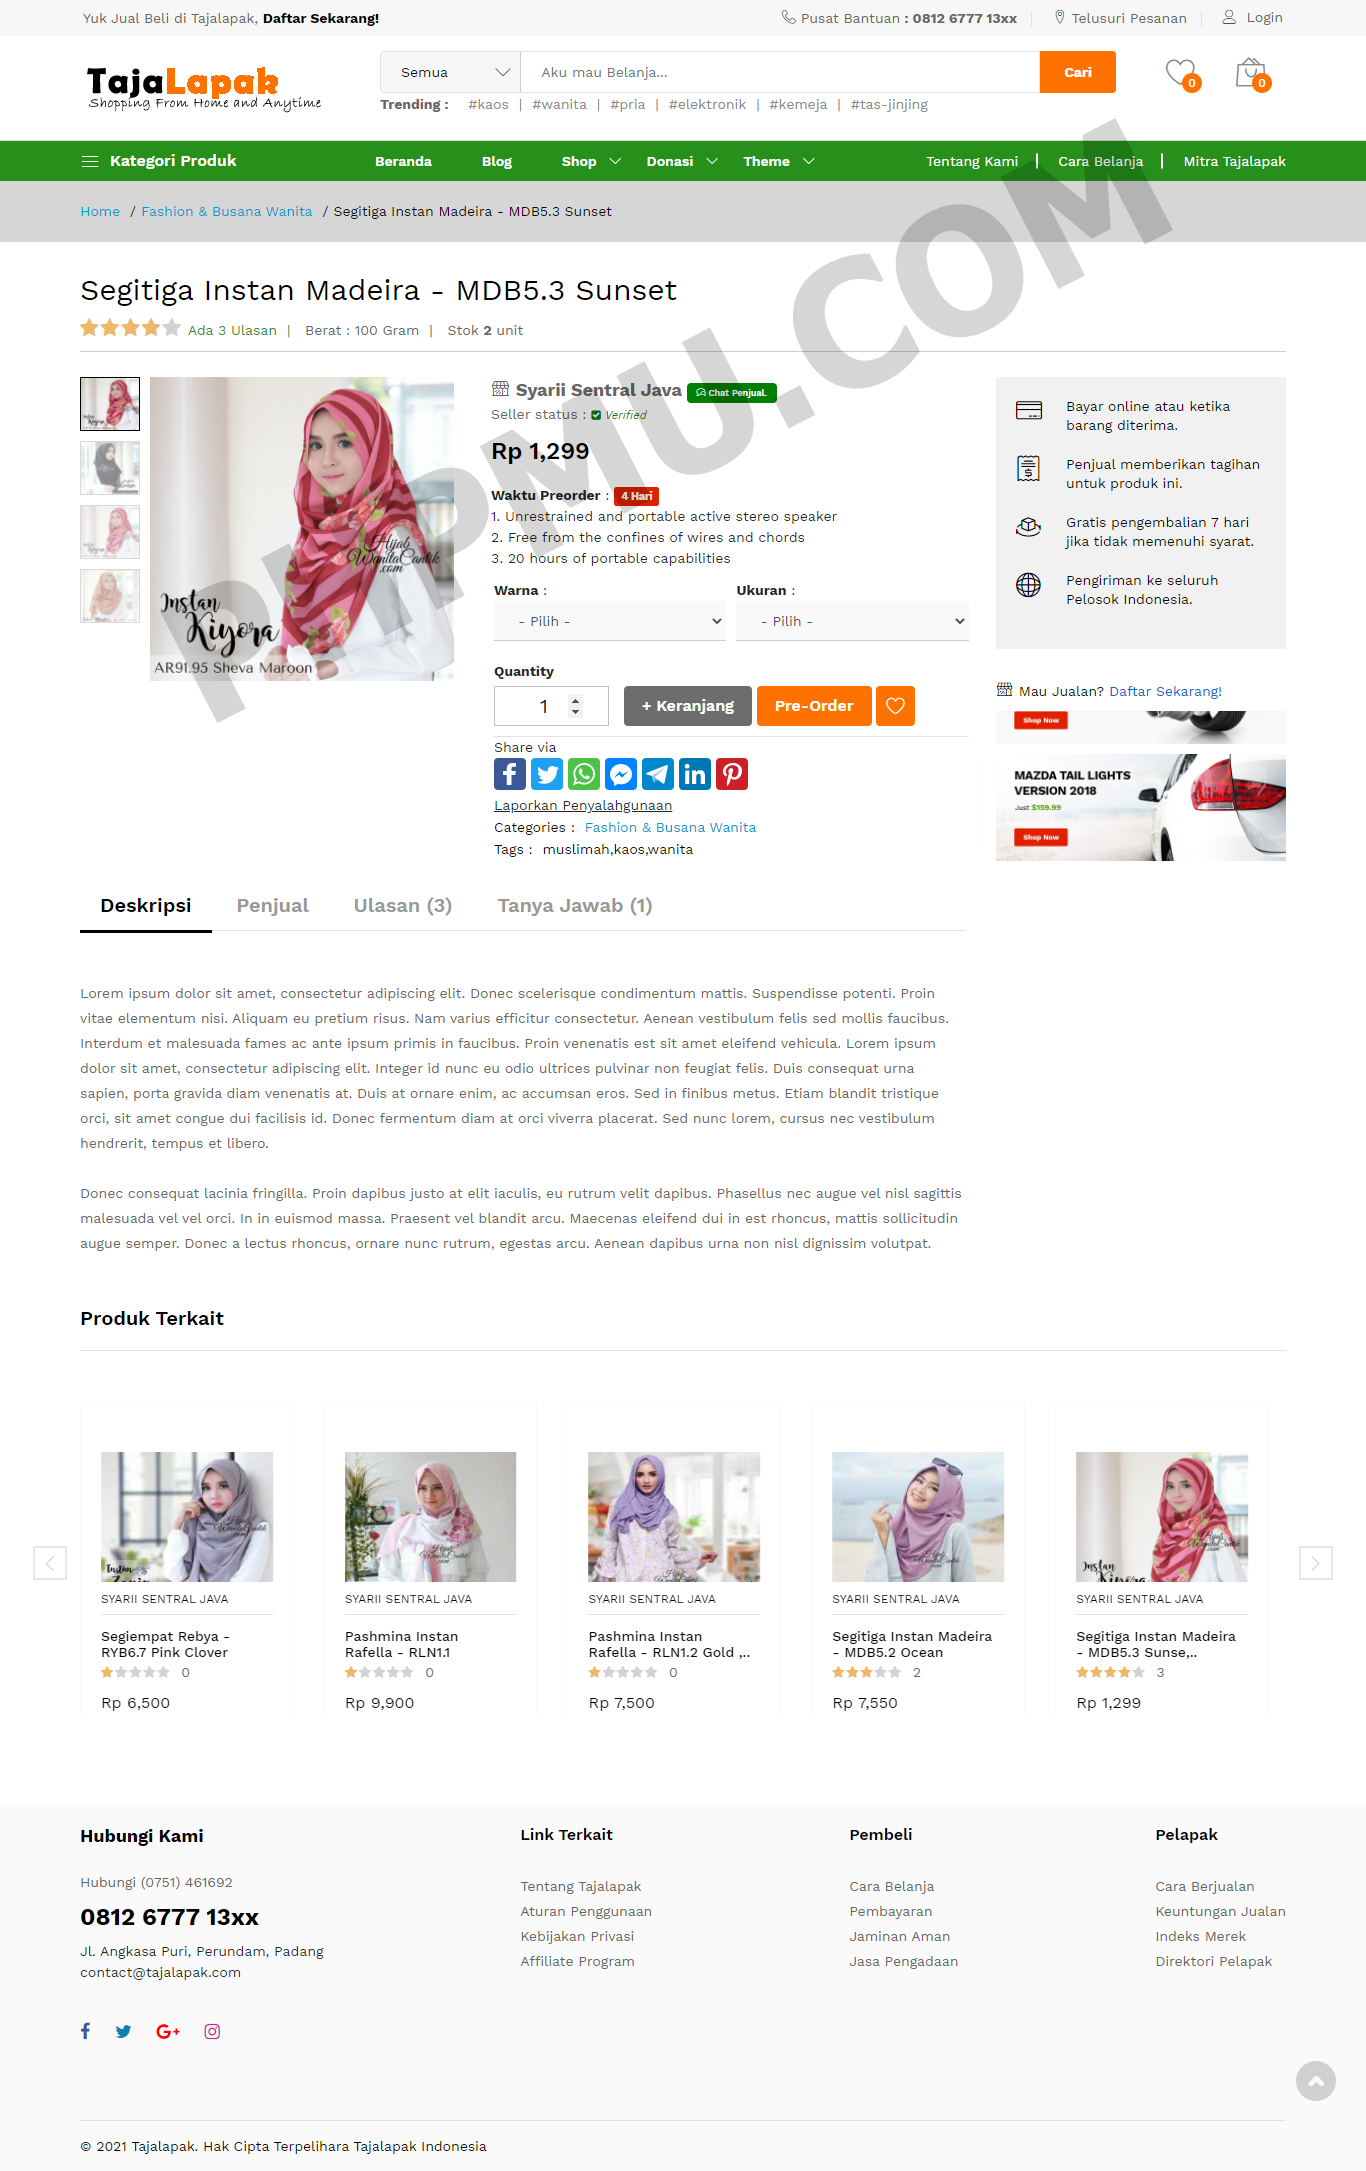 Yuk Jual Beli di Tajalapak, Daftar Sekarang!
Pusat Bantuan : 0812 6777 13xx
Telusuri Pesanan
Login
TajaLapak
Shopping From Home and Anytime
Semua
Aku mau Belanja...
Cari
0
0
Trending : #kaos | #wanita | #pria | #elektronik | #kemeja | #tas-jinjing
Kategori Produk
Beranda
Blog
Shop
Donasi
Theme
Tentang Kami
Cara Belanja
Mitra Tajalapak
Home / Fashion & Busana Wanita / Segitiga Instan Madeira - MDB5.3 Sunset
PHPMU.COM
Segitiga Instan Madeira - MDB5.3 Sunset
Ada 3 Ulasan | Berat : 100 Gram | Stok 2 unit
Instan
Kiyora
AR91.95 Sheva Maroon
Hijab
WanitaCantik
.com
Syarii Sentral Java
Chat Penjual.
Seller status : Verified
Rp 1,299
Waktu Preorder : 4 Hari
1. Unrestrained and portable active stereo speaker
2. Free from the confines of wires and chords
3. 20 hours of portable capabilities
Warna :
Ukuran :
- Pilih -
- Pilih -
Quantity
1
+ Keranjang
Pre-Order
Share via
Laporkan Penyalahgunaan
Categories : Fashion & Busana Wanita
Tags : muslimah,kaos,wanita
Bayar online atau ketika
barang diterima.
Penjual memberikan tagihan
untuk produk ini.
Gratis pengembalian 7 hari
jika tidak memenuhi syarat.
Pengiriman ke seluruh
Pelosok Indonesia.
Mau Jualan? Daftar Sekarang!
Shop Now
MAZDA TAIL LIGHTS
VERSION 2018
Just $159.99
Shop Now
Deskripsi
Penjual
Ulasan (3)
Tanya Jawab (1)
Lorem ipsum dolor sit amet, consectetur adipiscing elit. Donec scelerisque condimentum mattis. Suspendisse potenti. Proin
vitae elementum nisi. Aliquam eu pretium risus. Nam varius efficitur consectetur. Aenean vestibulum felis sed mollis faucibus.
Interdum et malesuada fames ac ante ipsum primis in faucibus. Proin venenatis est sit amet eleifend vehicula. Lorem ipsum
dolor sit amet, consectetur adipiscing elit. Integer id nunc eu odio ultrices pulvinar non feugiat felis. Duis consequat urna
sapien, porta gravida diam venenatis at. Duis at ornare enim, ac accumsan eros. Sed in finibus metus. Etiam blandit tristique
orci, sit amet congue dui facilisis id. Donec fermentum diam at orci viverra placerat. Sed nunc lorem, cursus nec vestibulum
hendrerit, tempus et libero.
Donec consequat lacinia fringilla. Proin dapibus justo at elit iaculis, eu rutrum velit dapibus. Phasellus nec augue vel nisl sagittis
malesuada vel vel orci. In in euismod massa. Praesent vel blandit arcu. Maecenas eleifend dui in est rhoncus, mattis sollicitudin
augue semper. Donec a lectus rhoncus, ornare nunc rutrum, egestas arcu. Aenean dapibus urna non nisl dignissim volutpat.
Produk Terkait
SYARII SENTRAL JAVA
Segiempat Rebya -
RYB6.7 Pink Clover
0
Rp 6,500
SYARII SENTRAL JAVA
Pashmina Instan
Rafella - RLN1.1
0
Rp 9,900
SYARII SENTRAL JAVA
Pashmina Instan
Rafella - RLN1.2 Gold ,..
0
Rp 7,500
SYARII SENTRAL JAVA
Segitiga Instan Madeira
- MDB5.2 Ocean
2
Rp 7,550
SYARII SENTRAL JAVA
Segitiga Instan Madeira
- MDB5.3 Sunse,..
3
Rp 1,299
Hubungi Kami
Hubungi (0751) 461692
0812 6777 13xx
Jl. Angkasa Puri, Perundam, Padang
contact@tajalapak.com
Link Terkait
Tentang Tajalapak
Aturan Penggunaan
Kebijakan Privasi
Affiliate Program
Pembeli
Cara Belanja
Pembayaran
Jaminan Aman
Jasa Pengadaan
Pelapak
Cara Berjualan
Keuntungan Jualan
Indeks Merek
Direktori Pelapak
© 2021 Tajalapak. Hak Cipta Terpelihara Tajalapak Indonesia